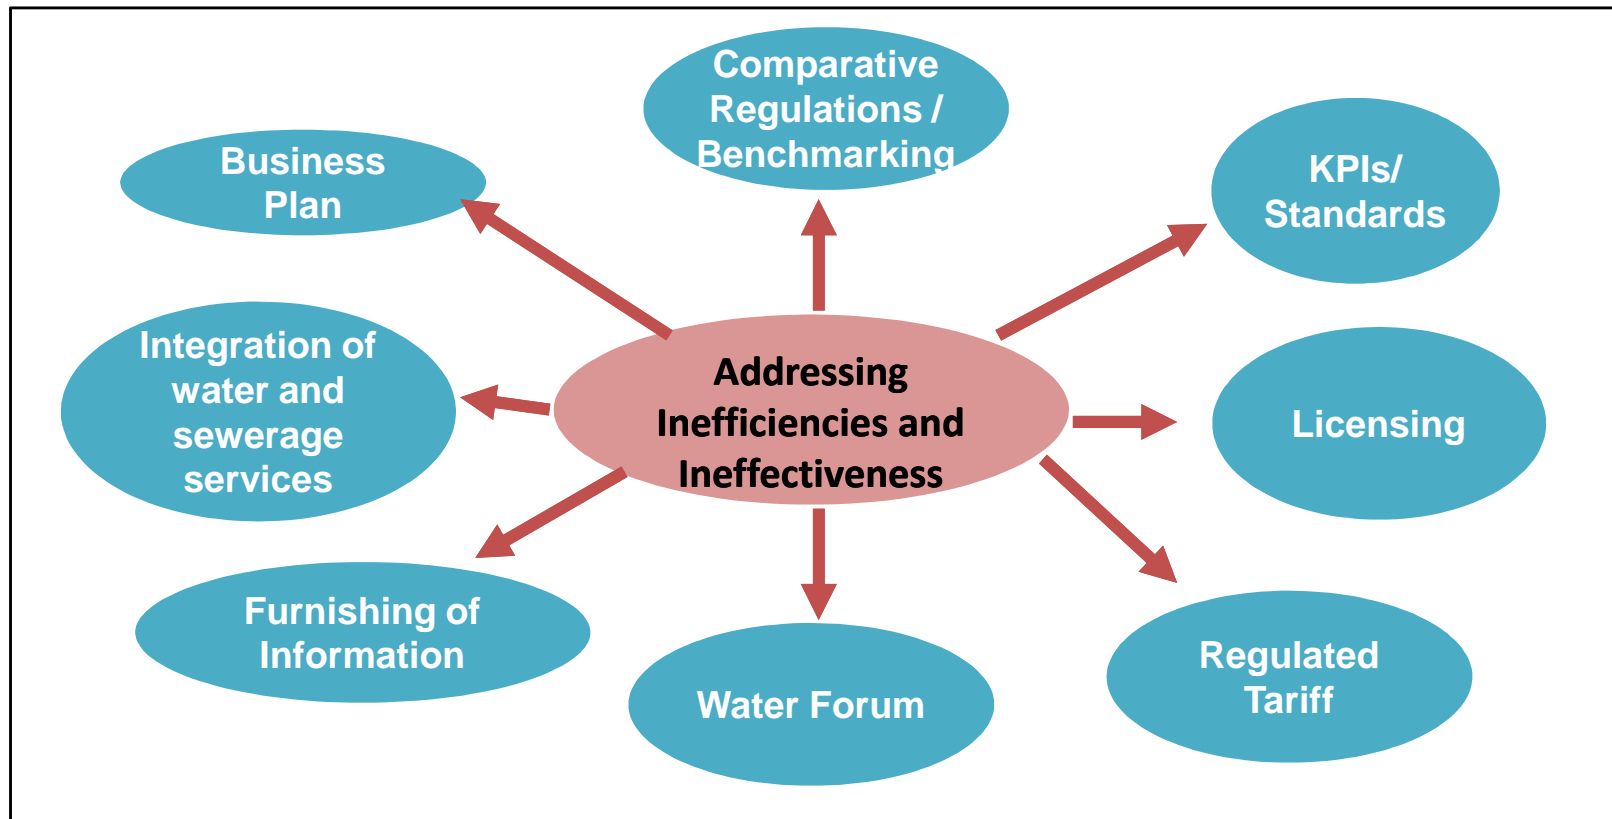 Comparative
Regulations /
Benchmarking
Business
Plan
KPIs/
Standards
Integration of
water and
sewerage
services
Addressing
Inefficiencies and
Ineffectiveness
Licensing
Furnishing of
Information
Water Forum
Regulated
Tariff